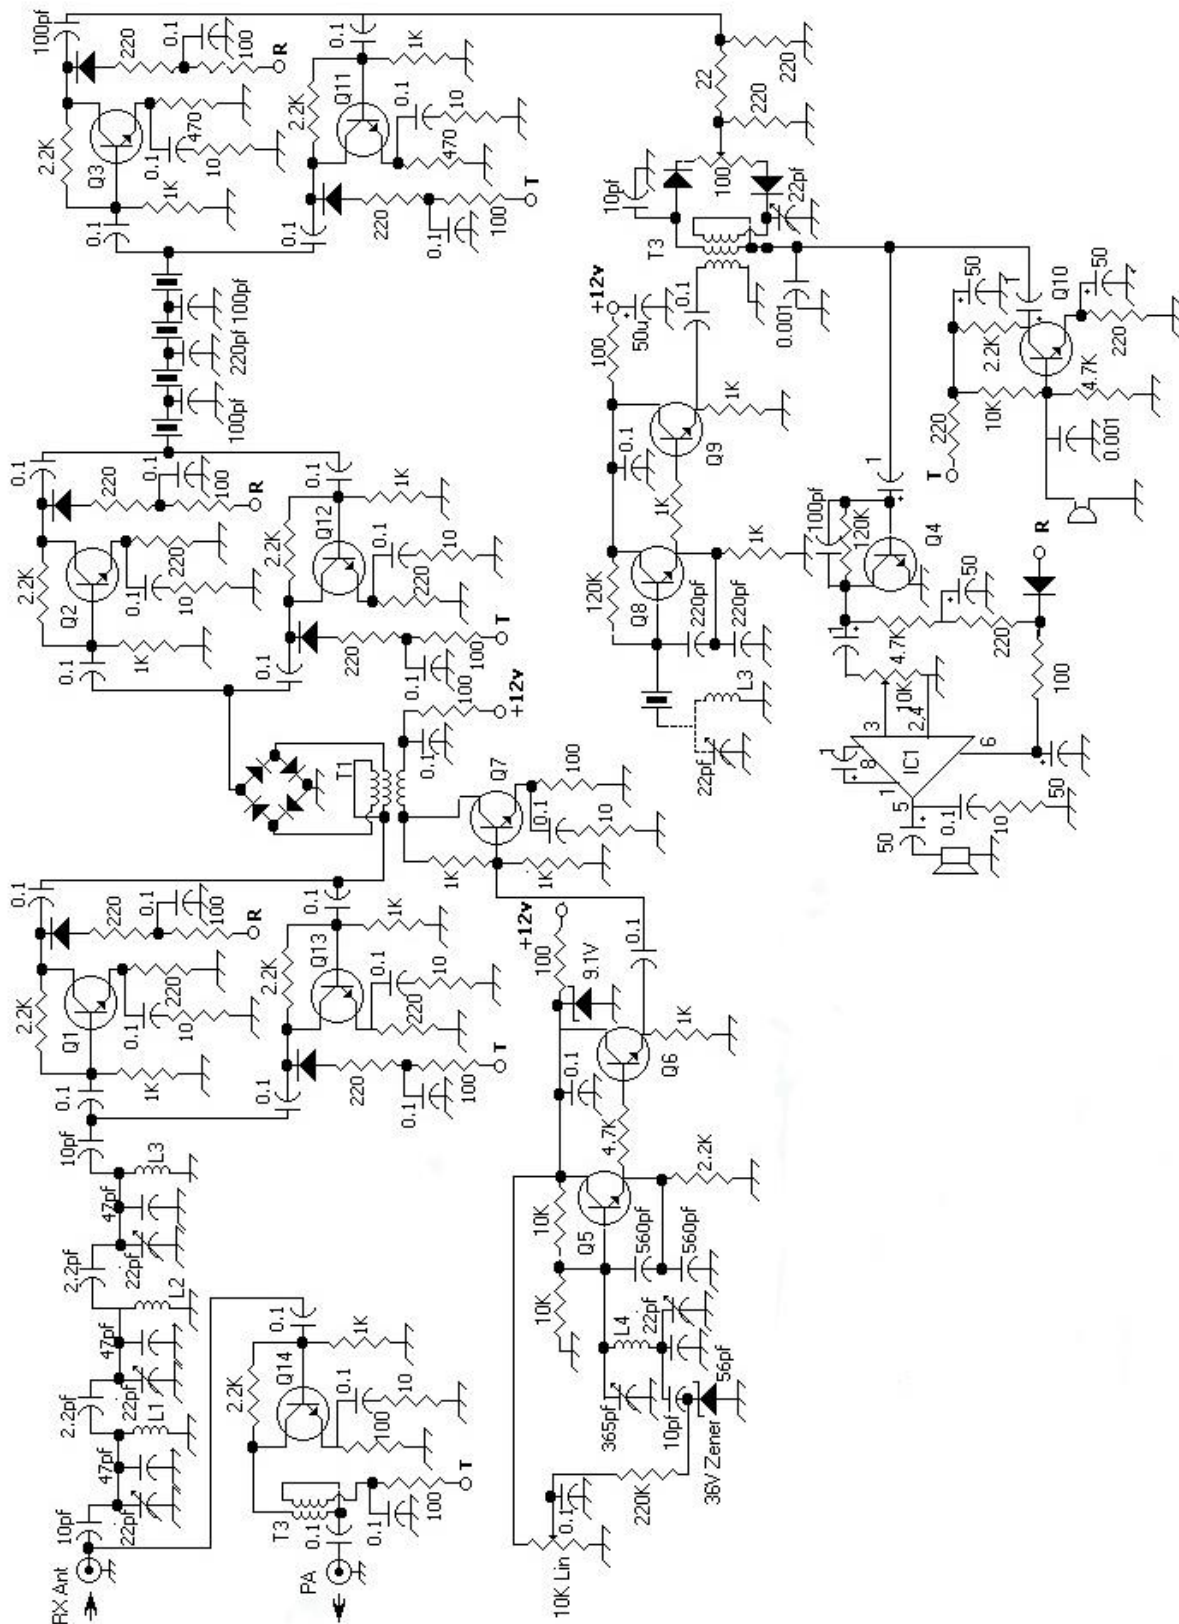 100pf
220
0.1
100
R
2.2K
Q3
470
0.1
10
1K
0.1
0.1
1K
2.2K
Q11
0.1
10
470
T
220
100
0.1
0.1
22
220
220
100
10pf
22pf
T3
0.1
0.001
+12v
50u
100
1K
0.1
Q9
1K
1K
120K
Q8
220pf
220pf
L3
22pf
50
1
Q10
50
2.2K
220
10K
4.7K
220
T
0.001
1
100pf
120K
Q4
R
50
1
4.7K
220
10K
100
3
2,4
6
IC1
1
8
1
5
50
0.1
10
50
100pf
220pf
100pf
0.1
220
0.1
100
R
2.2K
Q2
220
0.1
10
1K
0.1
0.1
1K
2.2K
Q12
0.1
10
220
T
220
100
0.1
0.1
100
+12v
0.1
T1
Q7
100
0.1
10
1K
1K
0.1
220
0.1
100
R
2.2K
Q1
220
0.1
10
1K
0.1
0.1
1K
2.2K
Q13
0.1
10
220
T
220
100
0.1
0.1
+12v
100
9.1V
0.1
1K
0.1
Q6
4.7K
2.2K
10K
Q5
560pf
560pf
10K
L4
22pf
56pf
365pf
10pf
36V Zener
220K
0.1
10K Lin
10pf
L3
47pf
22pf
2.2pf
L2
47pf
22pf
2.2pf
L1
47pf
22pf
10pf
RX Ant
0.1
1K
2.2K
Q14
0.1
10
100
T
T3
100
0.1
0.1
PA